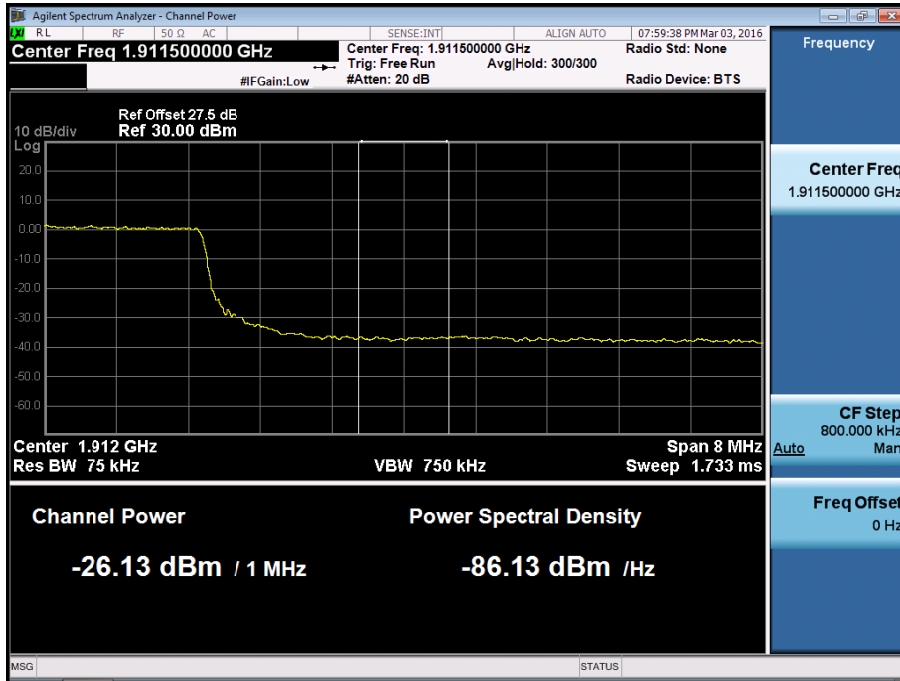 Agilent Spectrum Analyzer - Channel Power
LXI RL RF 50 Ω AC SENSE:INT ALIGN AUTO 07:59:38 PM Mar 03, 2016
Center Freq 1.911500000 GHz
Center Freq: 1.911500000 GHz
Radio Std: None
Trig: Free Run Avg|Hold: 300/300
#IFGain:Low
#Atten: 20 dB
Radio Device: BTS
Ref Offset 27.5 dB
10 dB/div Ref 30.00 dBm
Log
20.0
10.0
0.00
-10.0
-20.0
-30.0
-40.0
-50.0
-60.0
Center 1.912 GHz
Span 8 MHz
Res BW 75 kHz
VBW 750 kHz
Sweep 1.733 ms
Channel Power
Power Spectral Density
-26.13 dBm / 1 MHz
-86.13 dBm /Hz
MSG
STATUS
Frequency
Center Freq
1.911500000 GHz
CF Step
800.000 kHz
Auto Man
Freq Offset
0 Hz